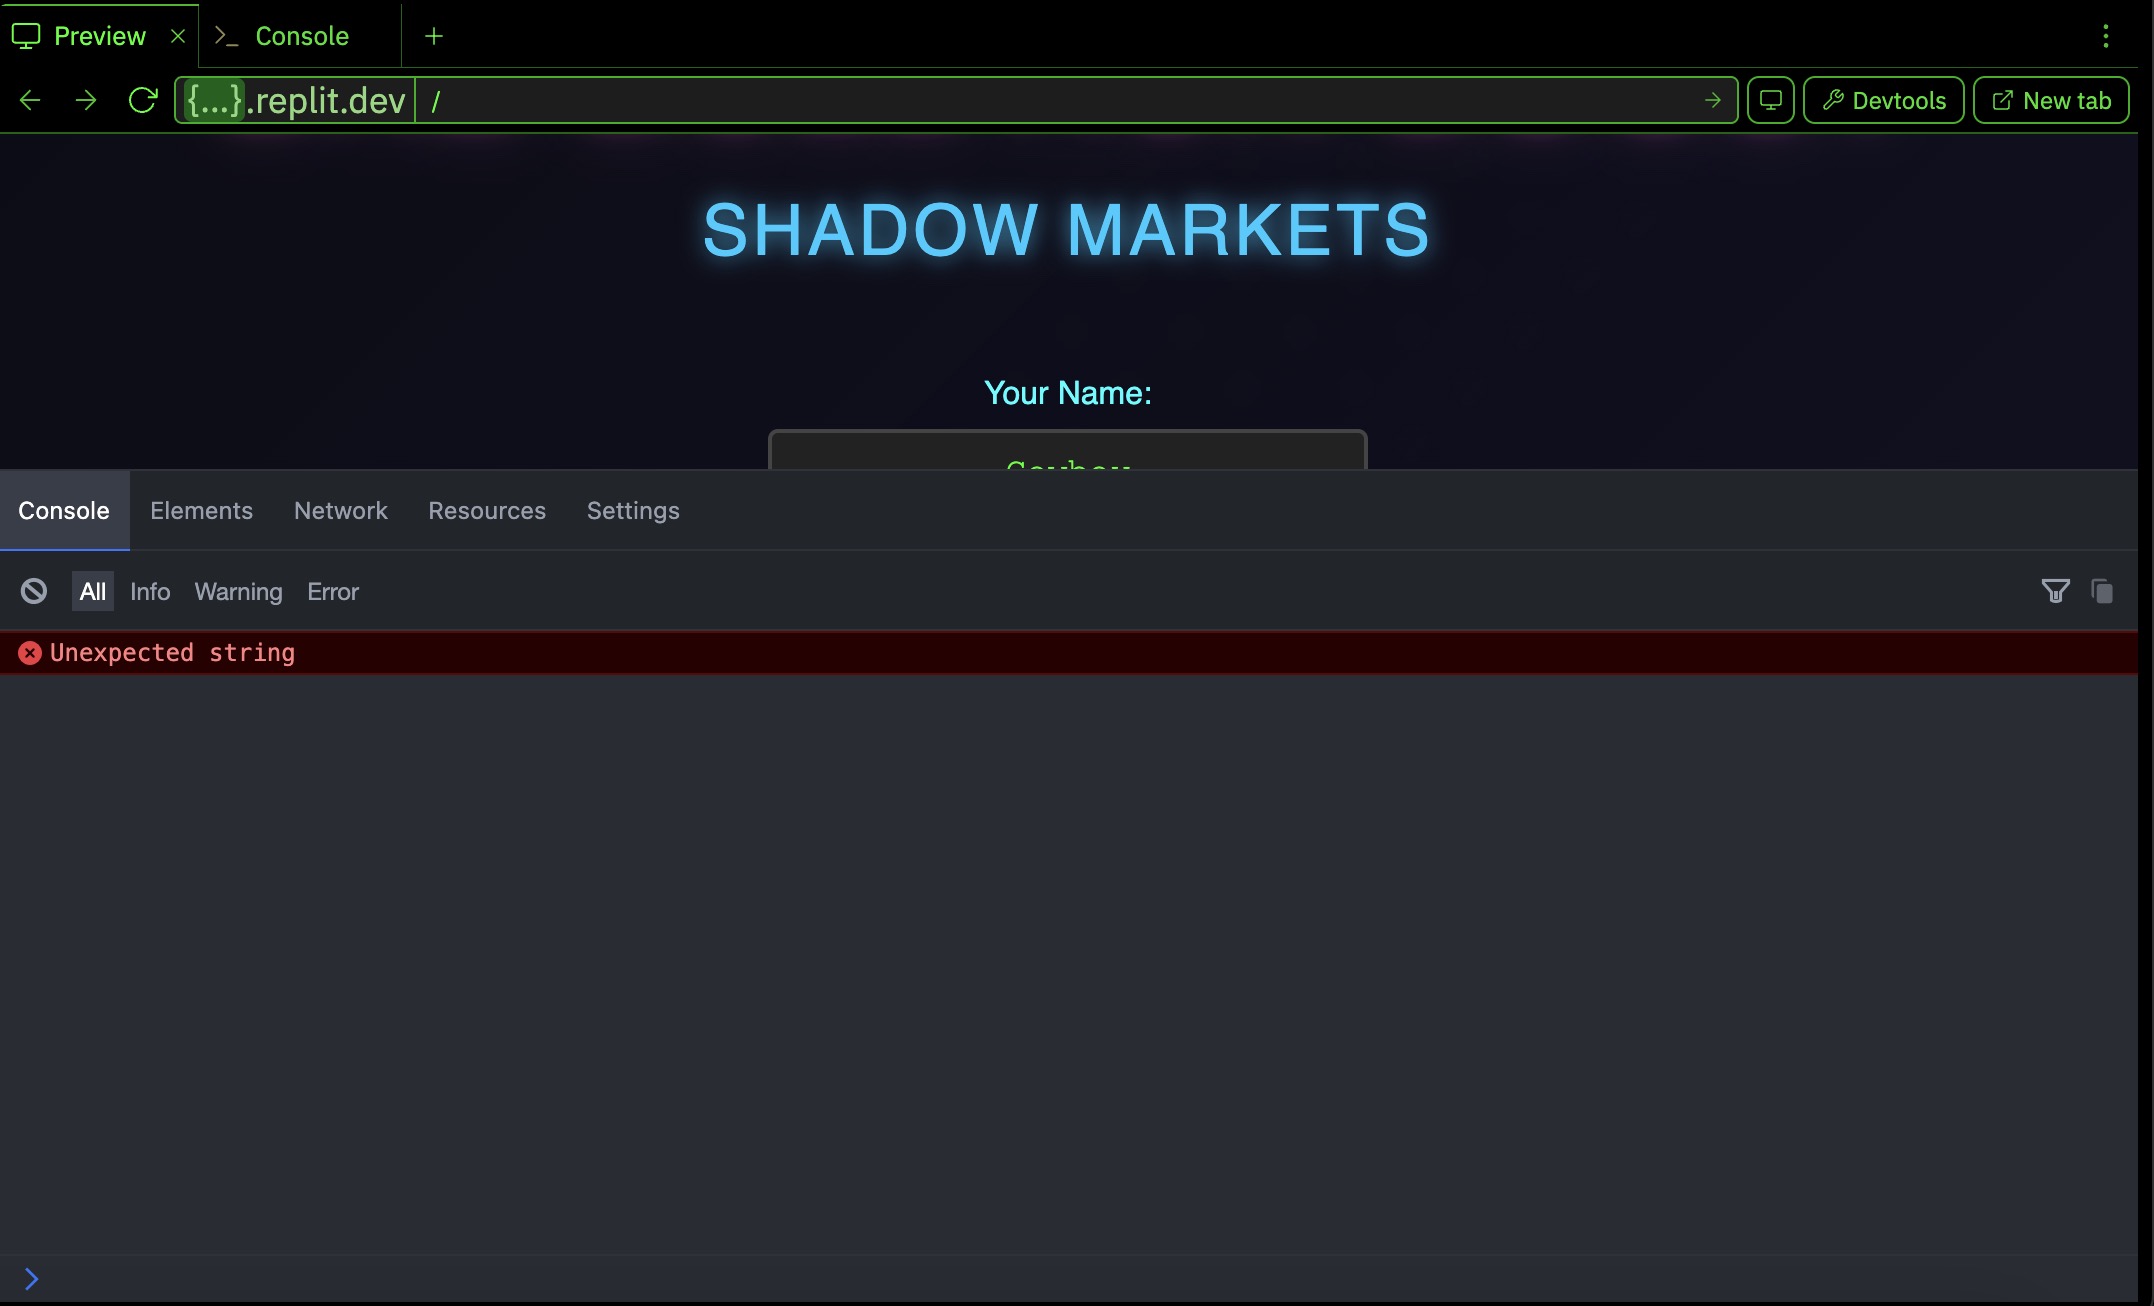 Preview × Console +
{...}.replit.dev / Devtools New tab
SHADOW MARKETS
Your Name:
Console Elements Network Resources Settings
All Info Warning Error
Unexpected string